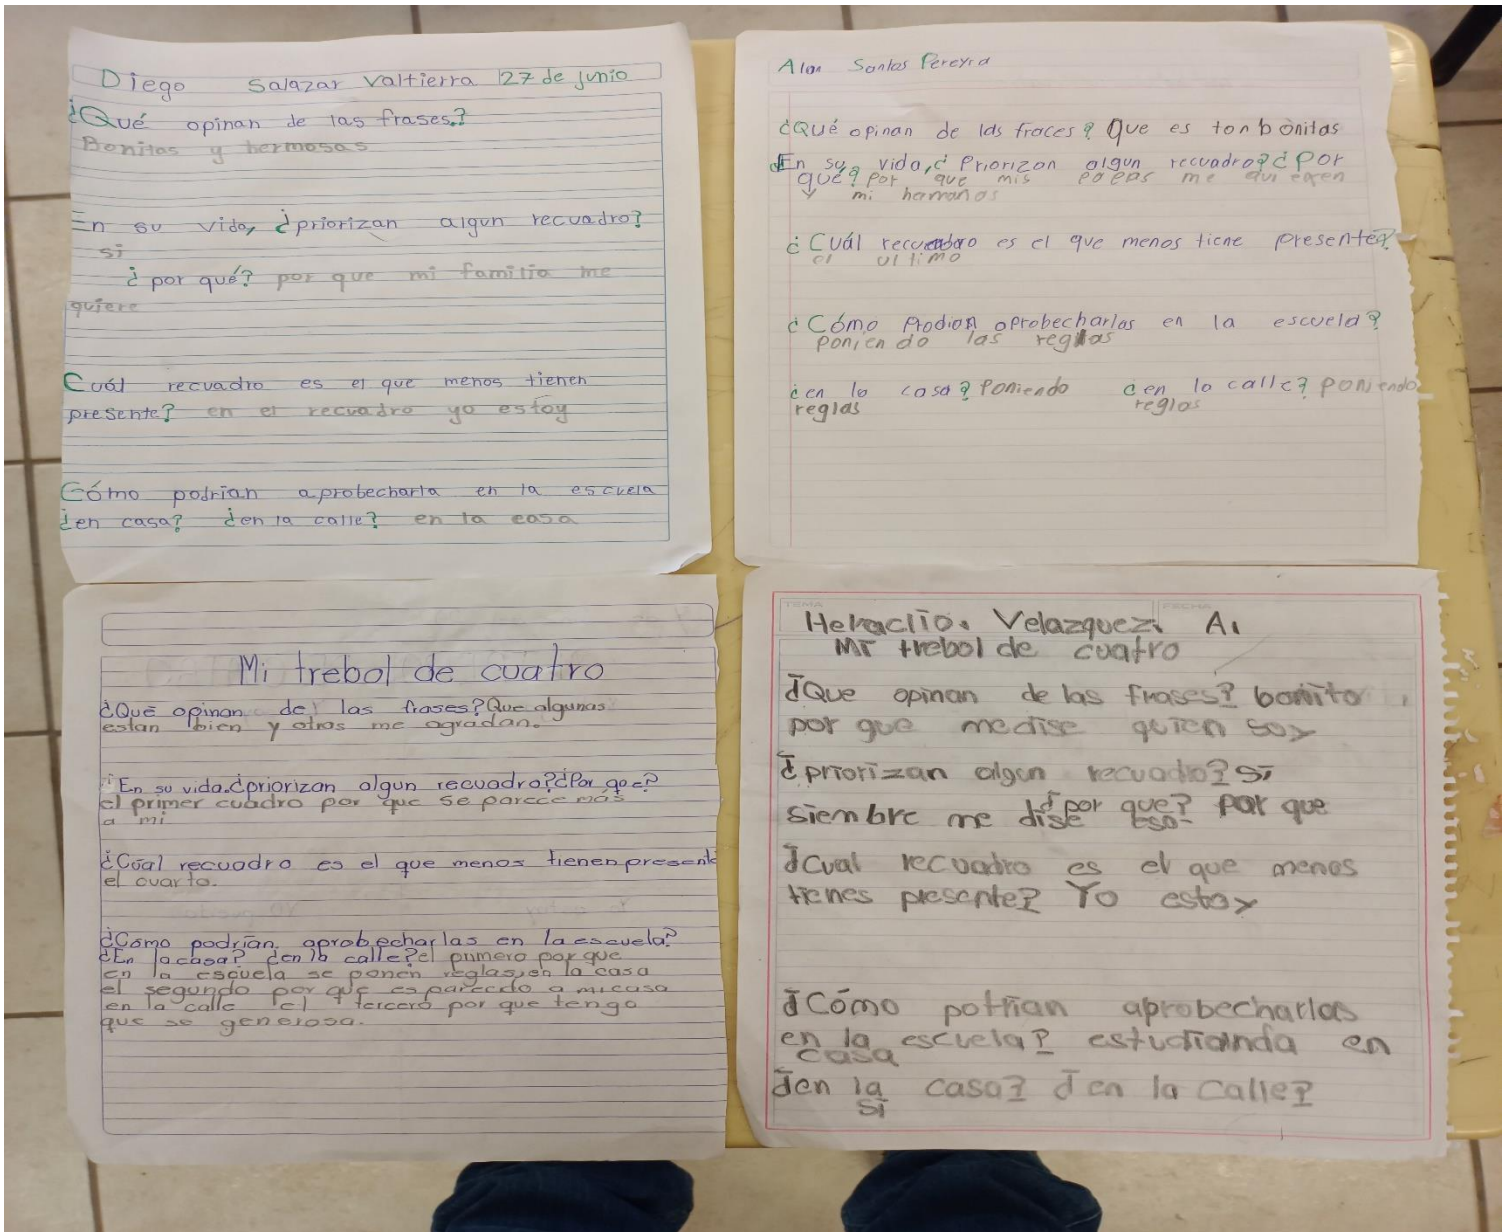 Diego Salazar Valtierra 27 de junio
¿Qué opinan de las frases?
Bonitas y hermosas
En su vida, ¿priorizan algun recuadro?
si
¿por qué? por que mi familia me
quiere
Cuál recuadro es el que menos tienen
presente? en el recuadro yo estoy
Cómo podrian aprobecharla en la escuela
¿en casa? ¿en la calle? en la casa
Alan Santos Pereyra
¿Qué opinan de las fraces? Que es tan bonitas
En su vida, ¿Priorizan algun recuadro? ¿Por
qué? por que mis me
y mi hermanos
¿Cuál es el que menos tiene presente?
el ultimo
¿Cómo aprobecharlas en la escuela?
poniendo las reglas
¿en la casa? Poniendo ¿en la calle? poniendo
reglas reglas
Mi trebol de cuatro
¿Qué opinan de las frases? Que algunas
estan bien y otras me agradan.
En su vida. ¿priorizan algun recuadro? ¿Por que?
el primer cuadro por que se parece más
a mi
¿Cúal recuadro es el que menos tienen present
el cuarto.
¿Como podrían. aprobecharlas en la escuela?
¿En la casa? ¿en la calle? el primero por que
en la escuela se ponen reglas, en la casa
el segundo por que es parecido a mi casa
en la calle el tercero por que tengo
que se generosa.
TEMA FECHA
Heraclio. Velazquez. A.
Mi trebol de cuatro
¿Que opinan de las frases? bonito
por que me dise quien soy
¿priorizan algun recuadro? Si
¿por que? por que
siembre me dise eso
¿Cual recuadro es el que menos
tienes presente? Yo estoy
¿Cómo potrian aprobecharlas
en la escuela? estudianda en
casa
¿en la casa? ¿en la calle?
si